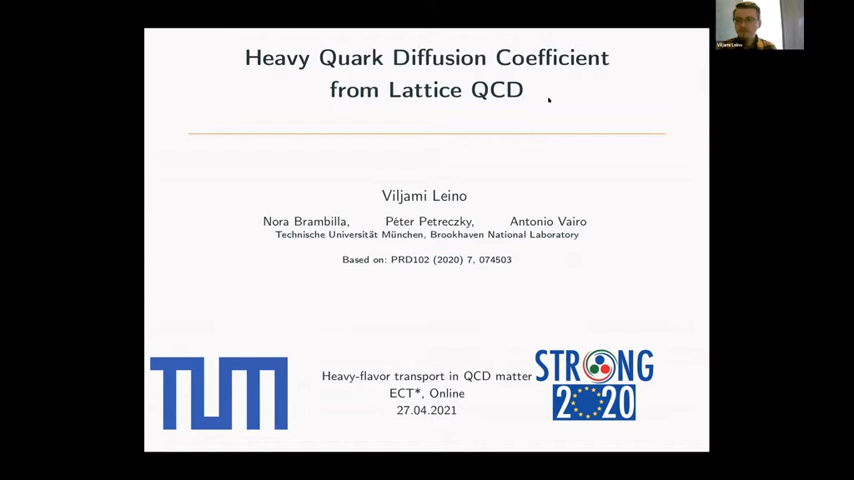 Heavy Quark Diffusion Coefficient
from Lattice QCD
Viljami Leino
Nora Brambilla, Péter Petreczky, Antonio Vairo
Technische Universität München, Brookhaven National Laboratory
Based on: PRD102 (2020) 7, 074503
TUM
Heavy-flavor transport in QCD matter
ECT*, Online
27.04.2021
STRONG
2020
Viljami Leino